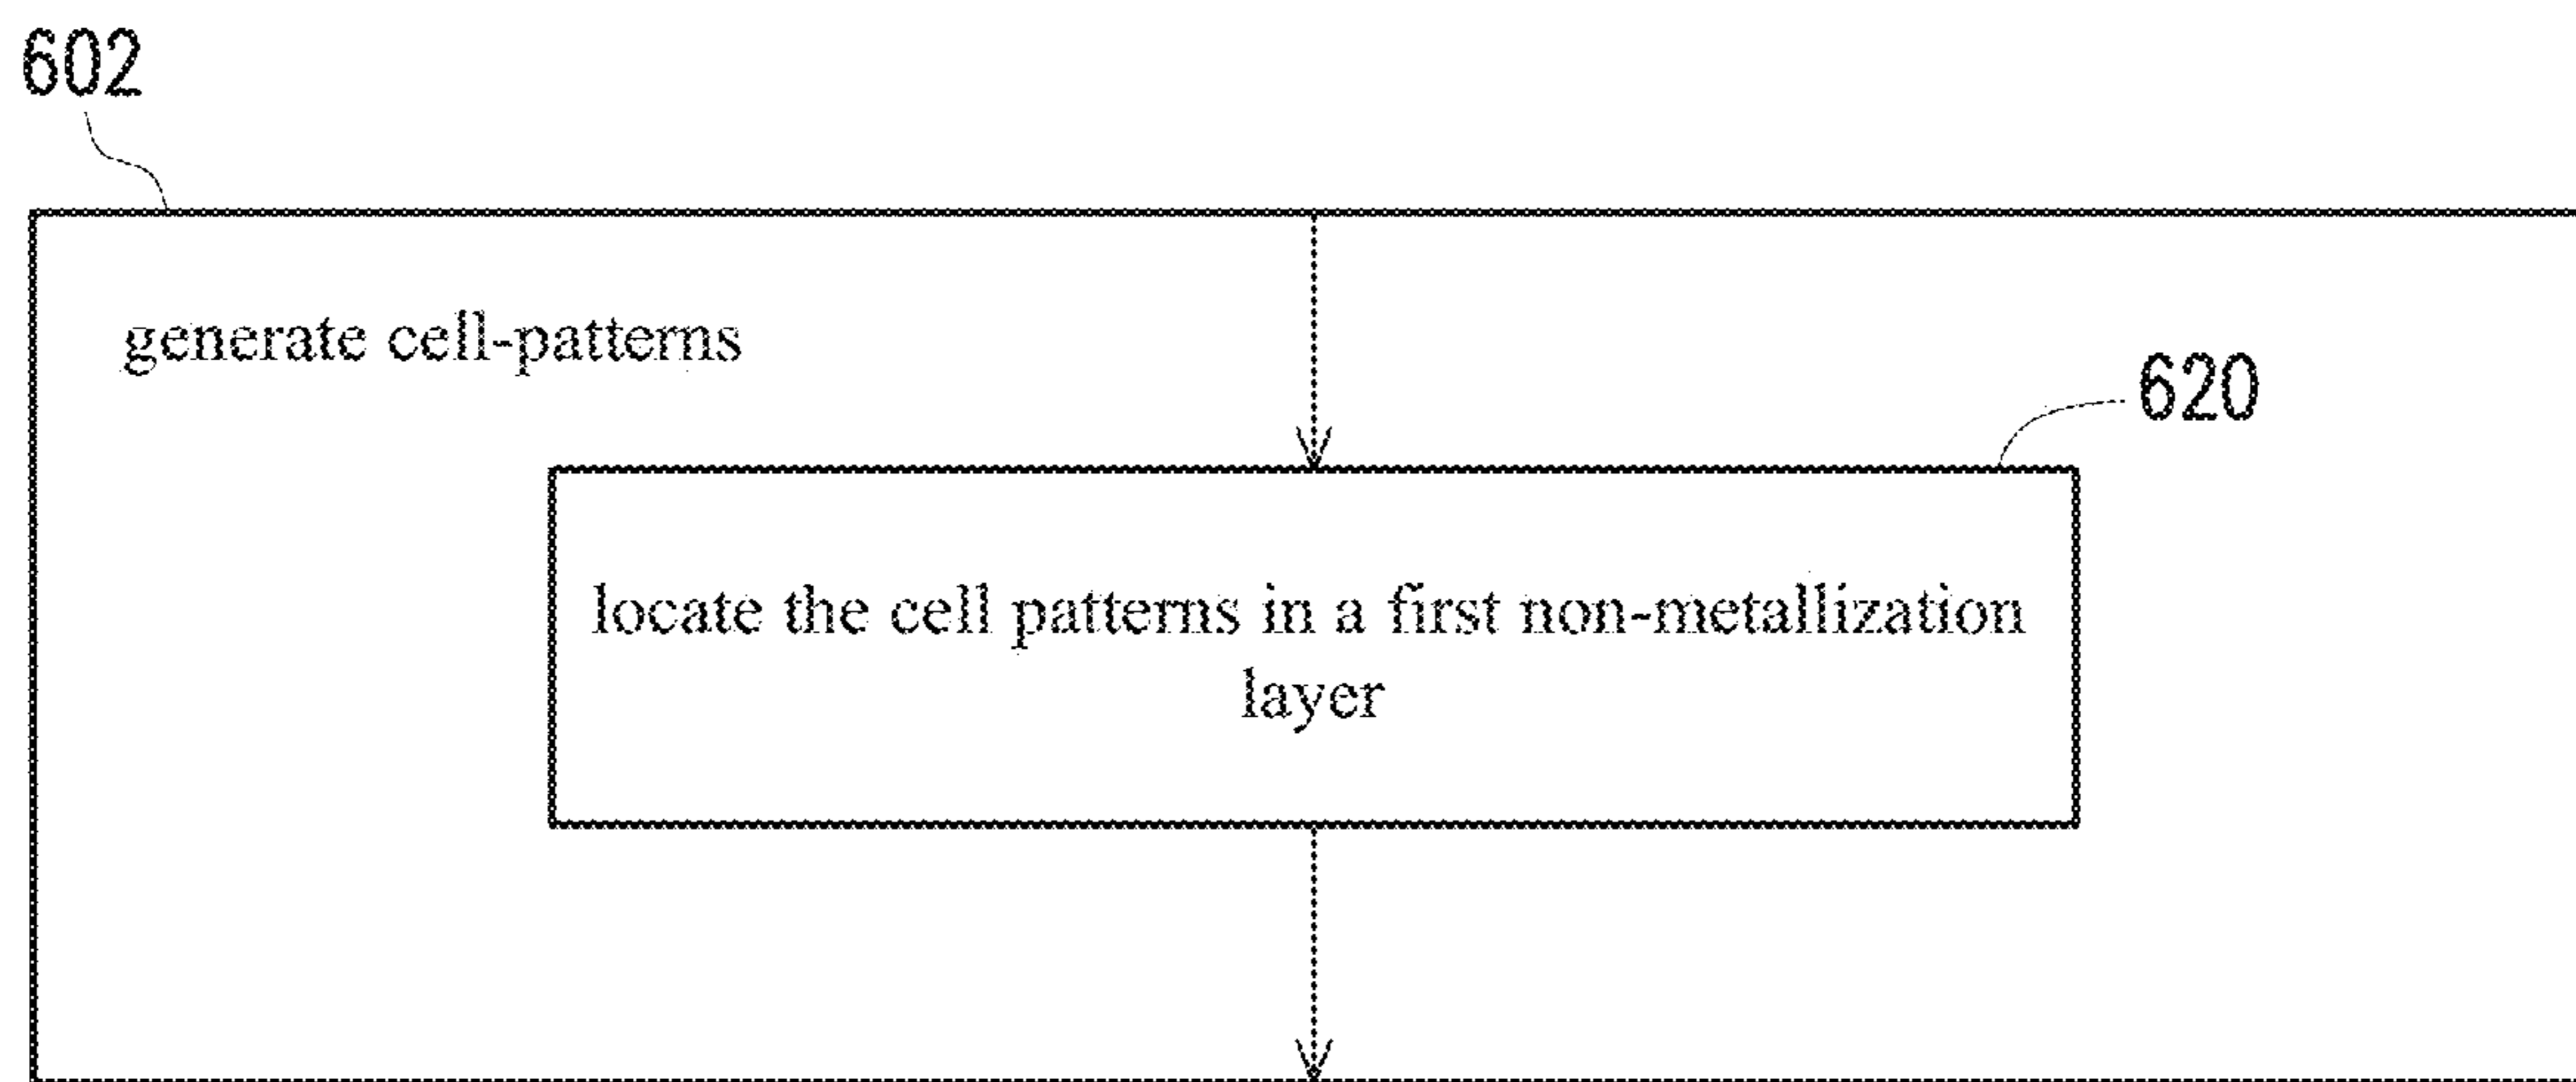 602
generate cell-patterns
620
locate the cell patterns in a first non-metallization
layer